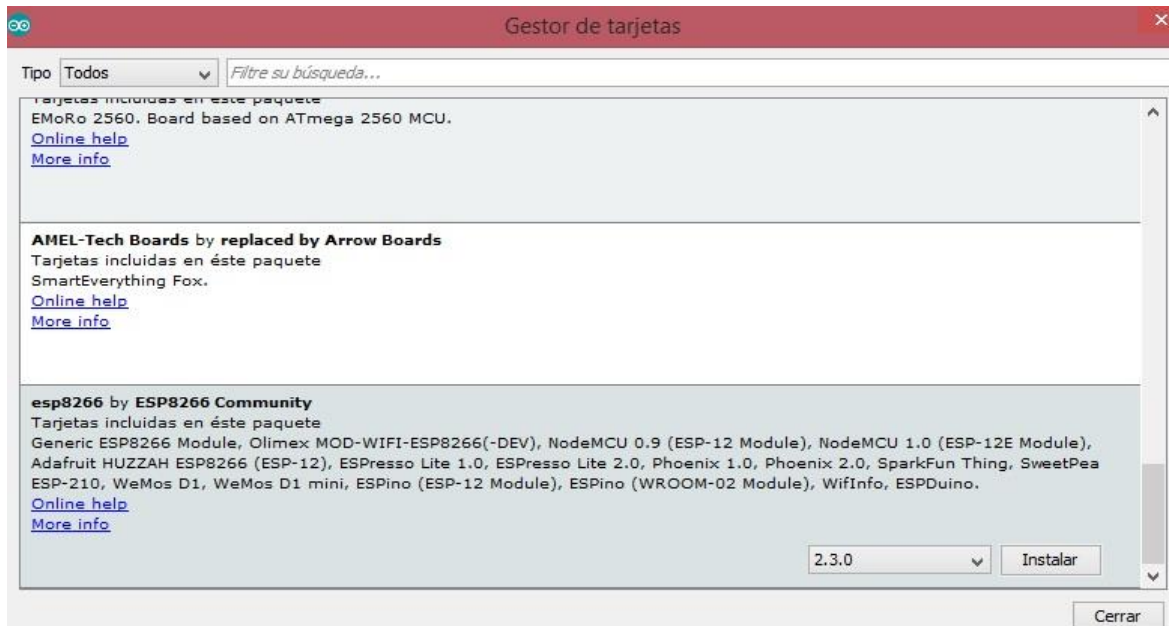 Gestor de tarjetas
Tipo Todos Filtre su búsqueda...
Tarjetas incluidas en éste paquete
EMoRo 2560. Board based on ATmega 2560 MCU.
Online help
More info
AMEL-Tech Boards by replaced by Arrow Boards
Tarjetas incluidas en éste paquete
SmartEverything Fox.
Online help
More info
esp8266 by ESP8266 Community
Tarjetas incluidas en éste paquete
Generic ESP8266 Module, Olimex MOD-WIFI-ESP8266(-DEV), NodeMCU 0.9 (ESP-12 Module), NodeMCU 1.0 (ESP-12E Module),
Adafruit HUZZAH ESP8266 (ESP-12), ESPresso Lite 1.0, ESPresso Lite 2.0, Phoenix 1.0, Phoenix 2.0, SparkFun Thing, SweetPea
ESP-210, WeMos D1, WeMos D1 mini, ESPino (ESP-12 Module), ESPino (WROOM-02 Module), WifInfo, ESPDuino.
Online help
More info
2.3.0 Instalar
Cerrar